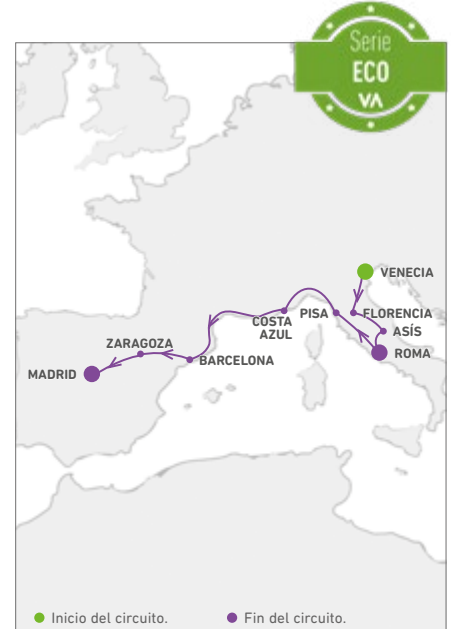 Serie
ECO
VA
VENECIA
FLORENCIA
PISA
ASÍS
COSTA
AZUL
ROMA
ZARAGOZA
BARCELONA
MADRID
Inicio del circuito.
Fin del circuito.